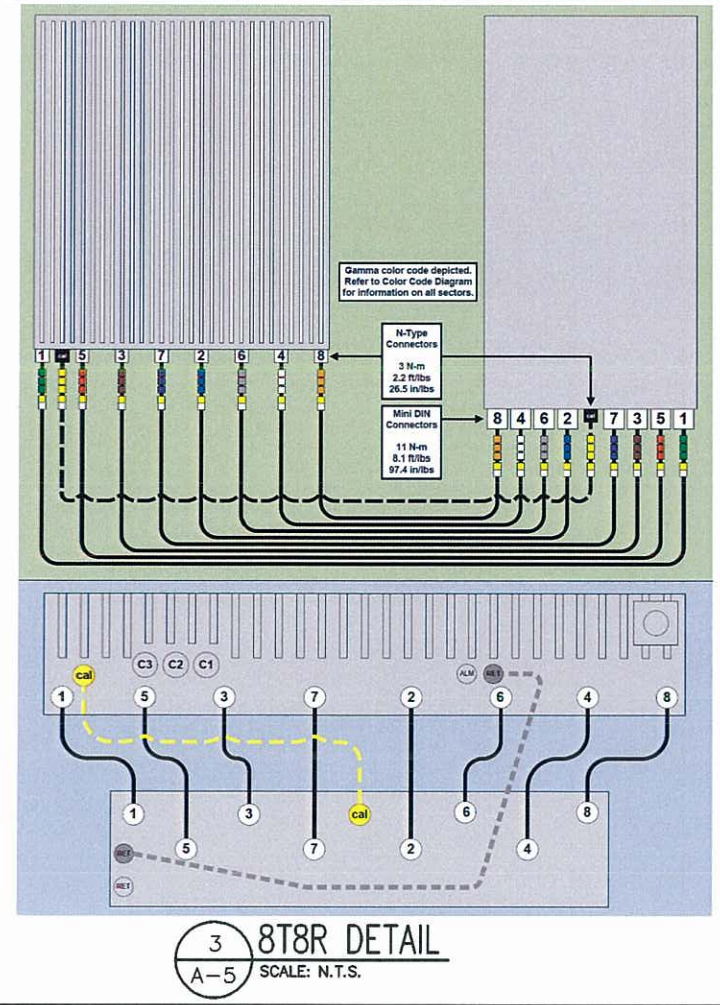 Gamma color code depicted.
Refer to Color Code Diagram
for information on all sectors.
N-Type
Connectors
3 N-m
2.2 ft/lbs
26.5 in/lbs
1 cal 5 3 7 2 6 4 8
Mini DIN
Connectors
11 N-m
8.1 ft/lbs
97.4 in/lbs
8 4 6 2 cal 7 3 5 1
cal C3 C2 C1 ALM RET
1 5 3 7 2 6 4 8
1 3 cal 6 8
5 7 2 4
RET
RET
3
A-5
8T8R DETAIL
SCALE: N.T.S.